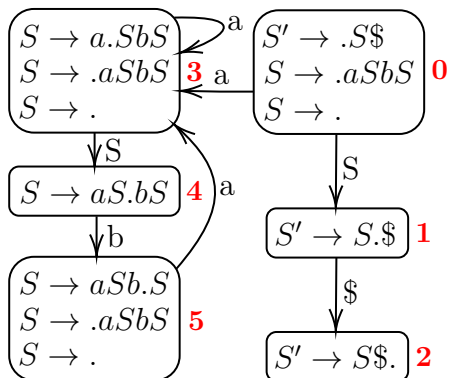 S → a.SbS
S → .aSbS
S → .
3
a
a
S' → .S$
S → .aSbS
S → .
0
S
S → aS.bS
4
b
S → aSb.S
S → .aSbS
S → .
5
a
S
S' → S.$
1
$
S' → S$.
2